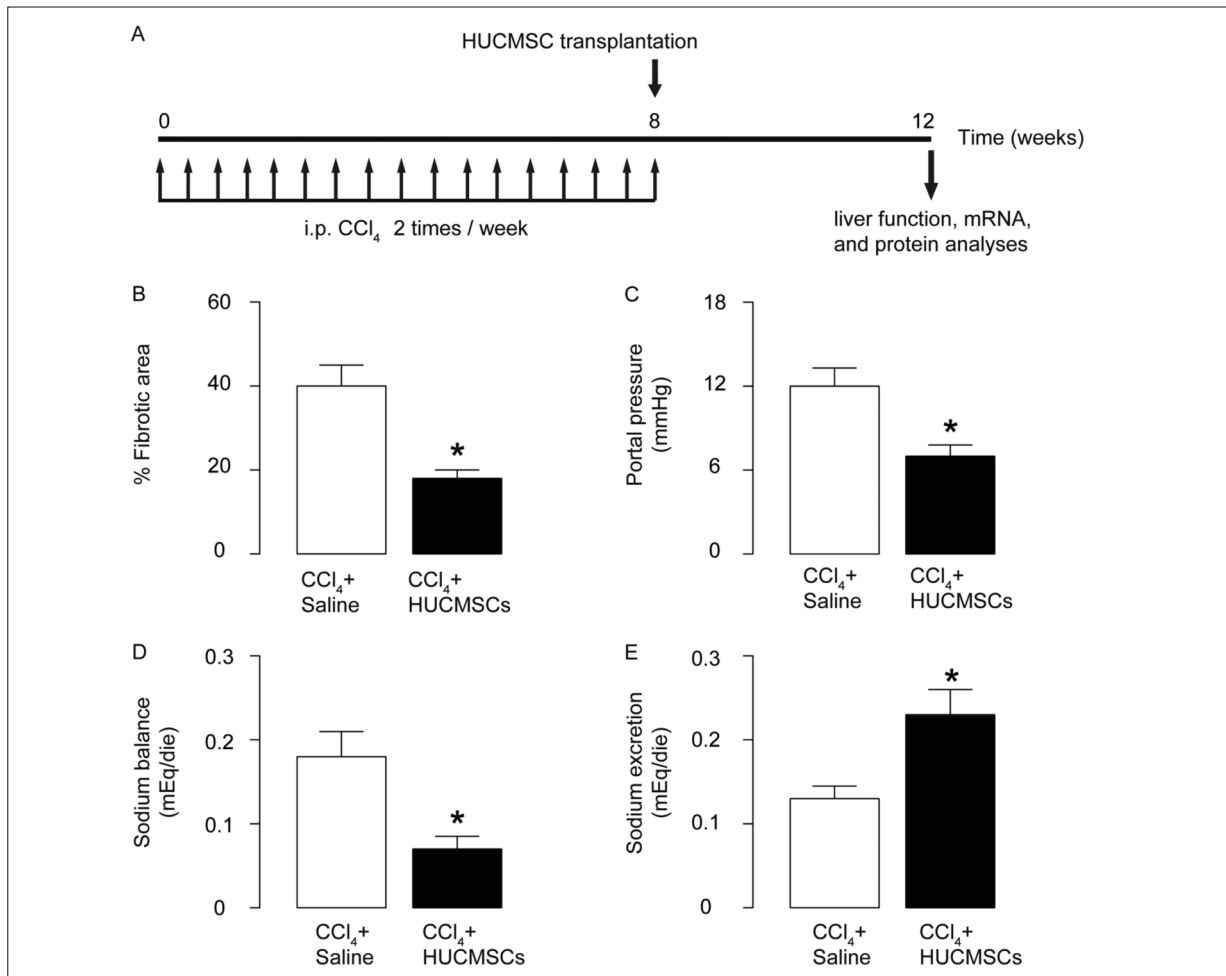 A
HUCMSC transplantation
0 8 12 Time (weeks)
i.p. CCl₄ 2 times / week
liver function, mRNA,
and protein analyses
B
% Fibrotic area
60
40
20
0
*
CCl₄+
Saline
CCl₄+
HUCMSCs
C
Portal pressure
(mmHg)
18
12
6
0
*
CCl₄+
Saline
CCl₄+
HUCMSCs
D
Sodium balance
(mEq/die)
0.3
0.2
0.1
0
*
CCl₄+
Saline
CCl₄+
HUCMSCs
E
Sodium excretion
(mEq/die)
0.3
0.2
0.1
0
*
CCl₄+
Saline
CCl₄+
HUCMSCs